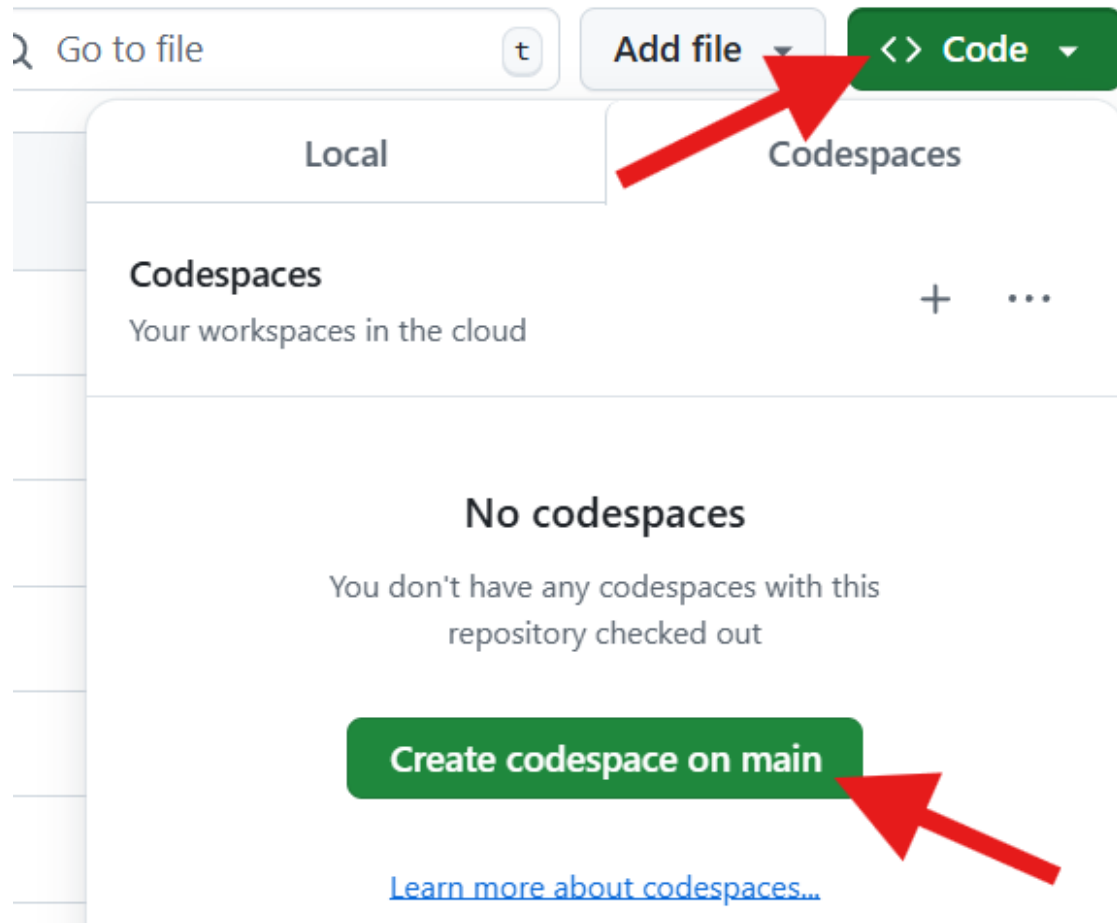 Go to file
t
Add file
<> Code
Local
Codespaces
Codespaces
Your workspaces in the cloud
No codespaces
You don't have any codespaces with this
repository checked out
Create codespace on main
Learn more about codespaces...